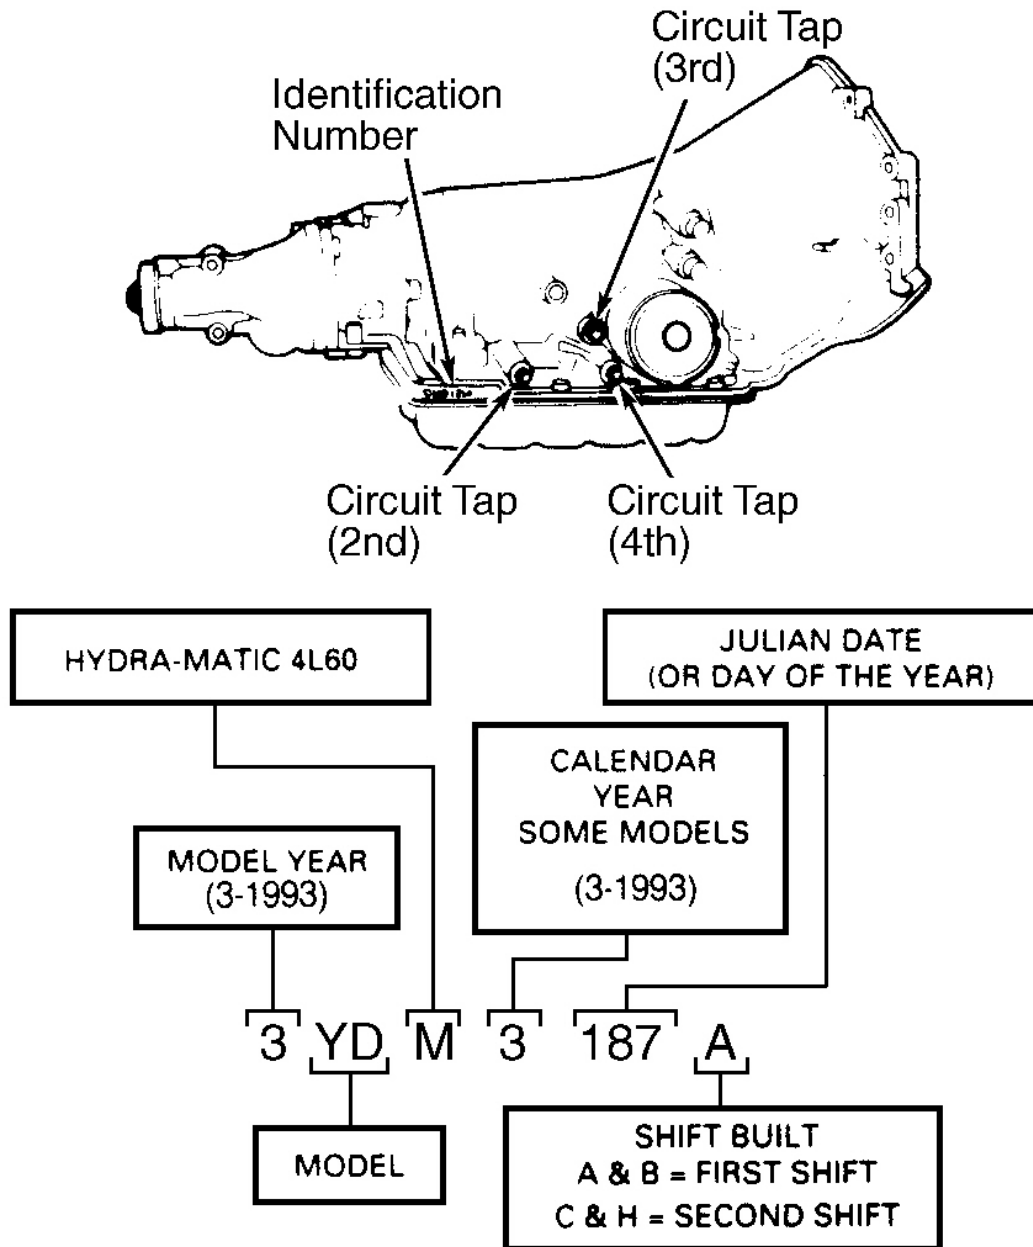 Circuit Tap
(3rd)
Identification
Number
Circuit Tap
(2nd)
Circuit Tap
(4th)
HYDRA-MATIC 4L60
JULIAN DATE
(OR DAY OF THE YEAR)
CALENDAR
YEAR
SOME MODELS
(3-1993)
MODEL YEAR
(3-1993)
3 YD M 3 187 A
MODEL
SHIFT BUILT
A & B = FIRST SHIFT
C & H = SECOND SHIFT